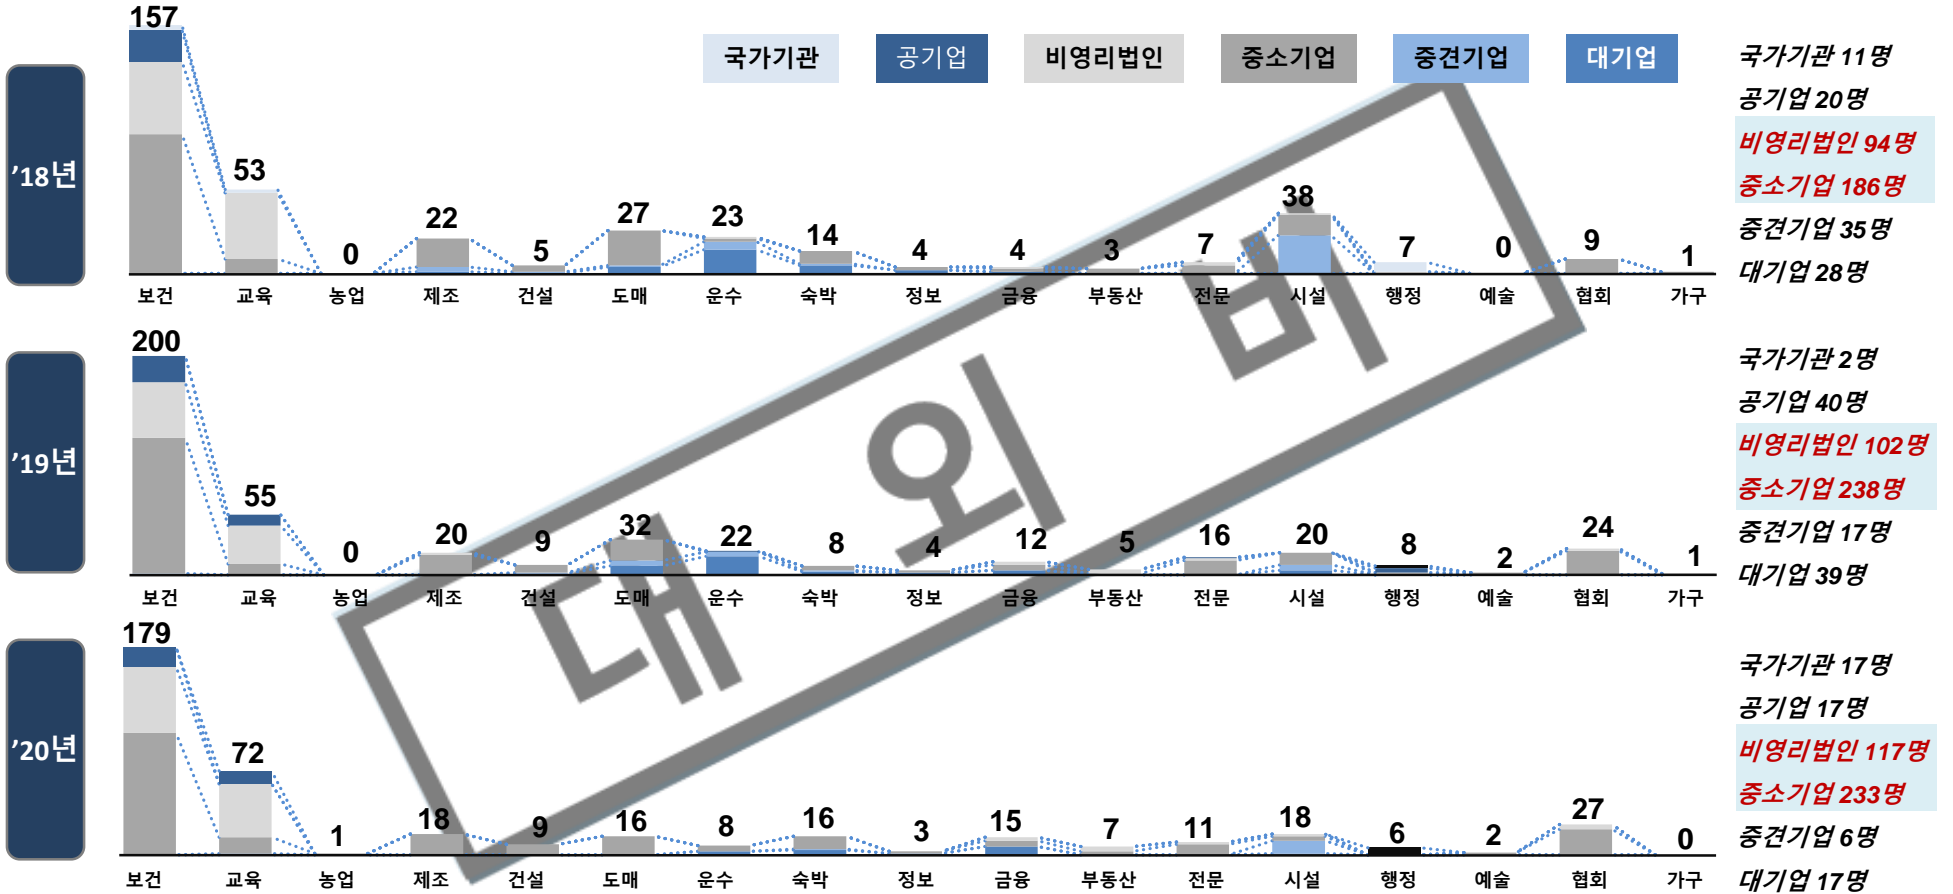 국가기관 공기업 비영리법인 중소기업 중견기업 대기업
’18년
157 53 0 22 5 27 23 14 4 4 3 7 38 7 0 9 1
보건 교육 농업 제조 건설 도매 운수 숙박 정보 금융 부동산 전문 시설 행정 예술 협회 가구
국가기관 11명
공기업 20명
비영리법인 94명
중소기업 186명
중견기업 35명
대기업 28명
’19년
200 55 0 20 9 32 22 8 4 12 5 16 20 8 2 24 1
보건 교육 농업 제조 건설 도매 운수 숙박 정보 금융 부동산 전문 시설 행정 예술 협회 가구
국가기관 2명
공기업 40명
비영리법인 102명
중소기업 238명
중견기업 17명
대기업 39명
’20년
179 72 1 18 9 16 8 16 3 15 7 11 18 6 2 27 0
보건 교육 농업 제조 건설 도매 운수 숙박 정보 금융 부동산 전문 시설 행정 예술 협회 가구
국가기관 17명
공기업 17명
비영리법인 117명
중소기업 233명
중견기업 6명
대기업 17명
대외비